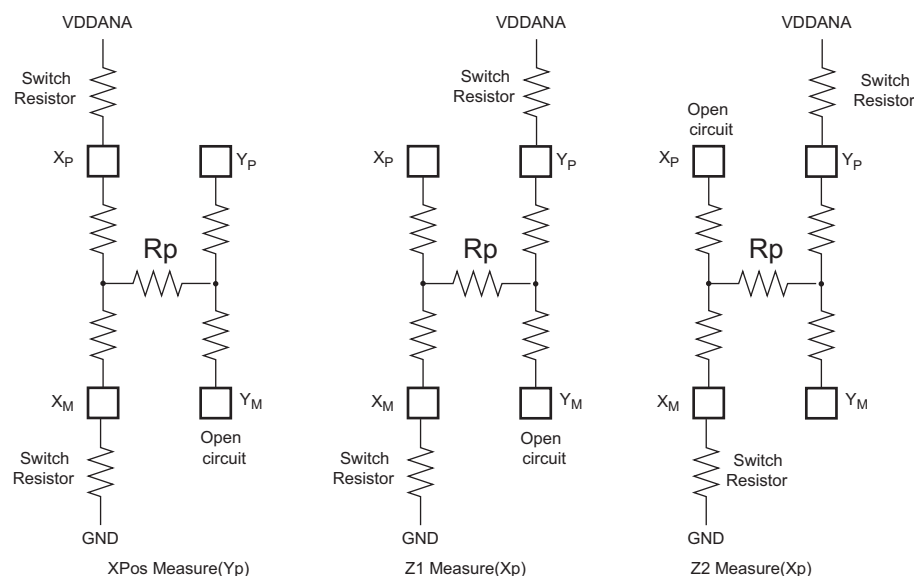 VDDANA
VDDANA
VDDANA
Switch
Resistor
Switch
Resistor
Switch
Resistor
Open
circuit
XP
YP
XP
YP
XP
YP
Rp
Rp
Rp
XM
YM
XM
YM
XM
YM
Open
circuit
Open
circuit
Switch
Resistor
Switch
Resistor
Switch
Resistor
GND
GND
GND
XPos Measure(Yp)
Z1 Measure(Xp)
Z2 Measure(Xp)